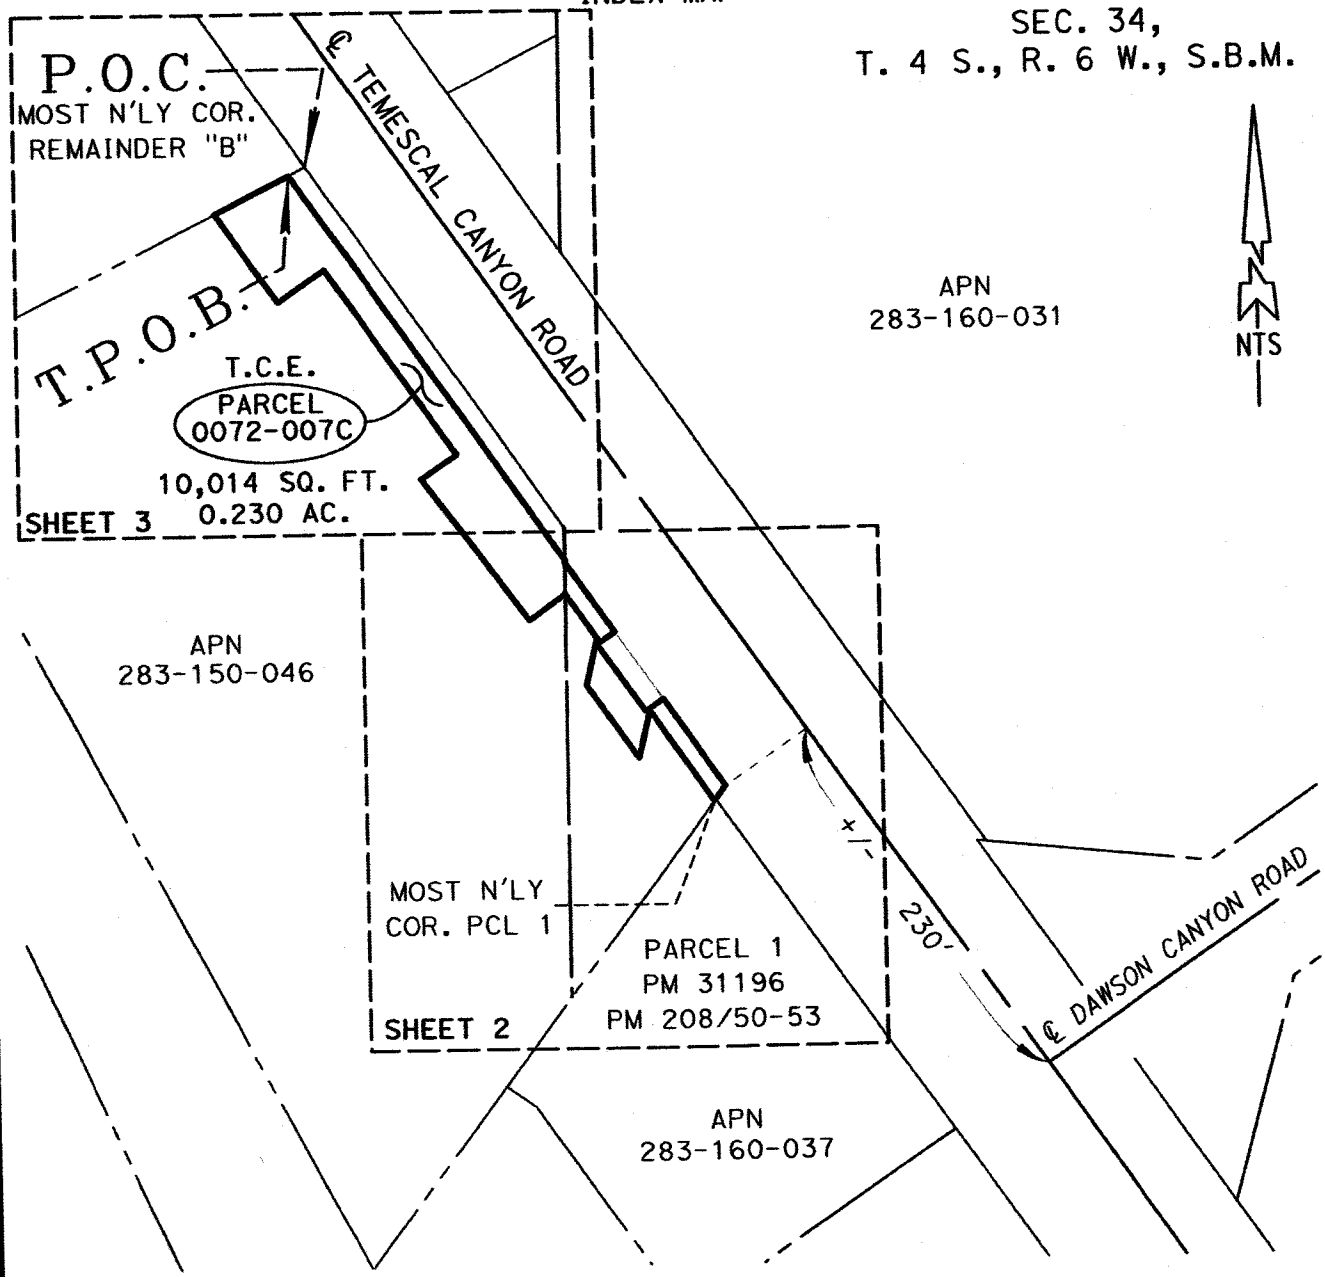 INDEX MAP
SEC. 34,
T. 4 S., R. 6 W., S.B.M.
P.O.C.
MOST N'LY COR.
REMAINDER "B"
℄ TEMESCAL CANYON ROAD
T.P.O.B.
APN
283-160-031
NTS
T.C.E.
PARCEL
0072-007C
10,014 SQ. FT.
0.230 AC.
SHEET 3
APN
283-150-046
+/-
230'
MOST N'LY
COR. PCL 1
PARCEL 1
PM 31196
PM 208/50-53
SHEET 2
℄ DAWSON CANYON ROAD
APN
283-160-037